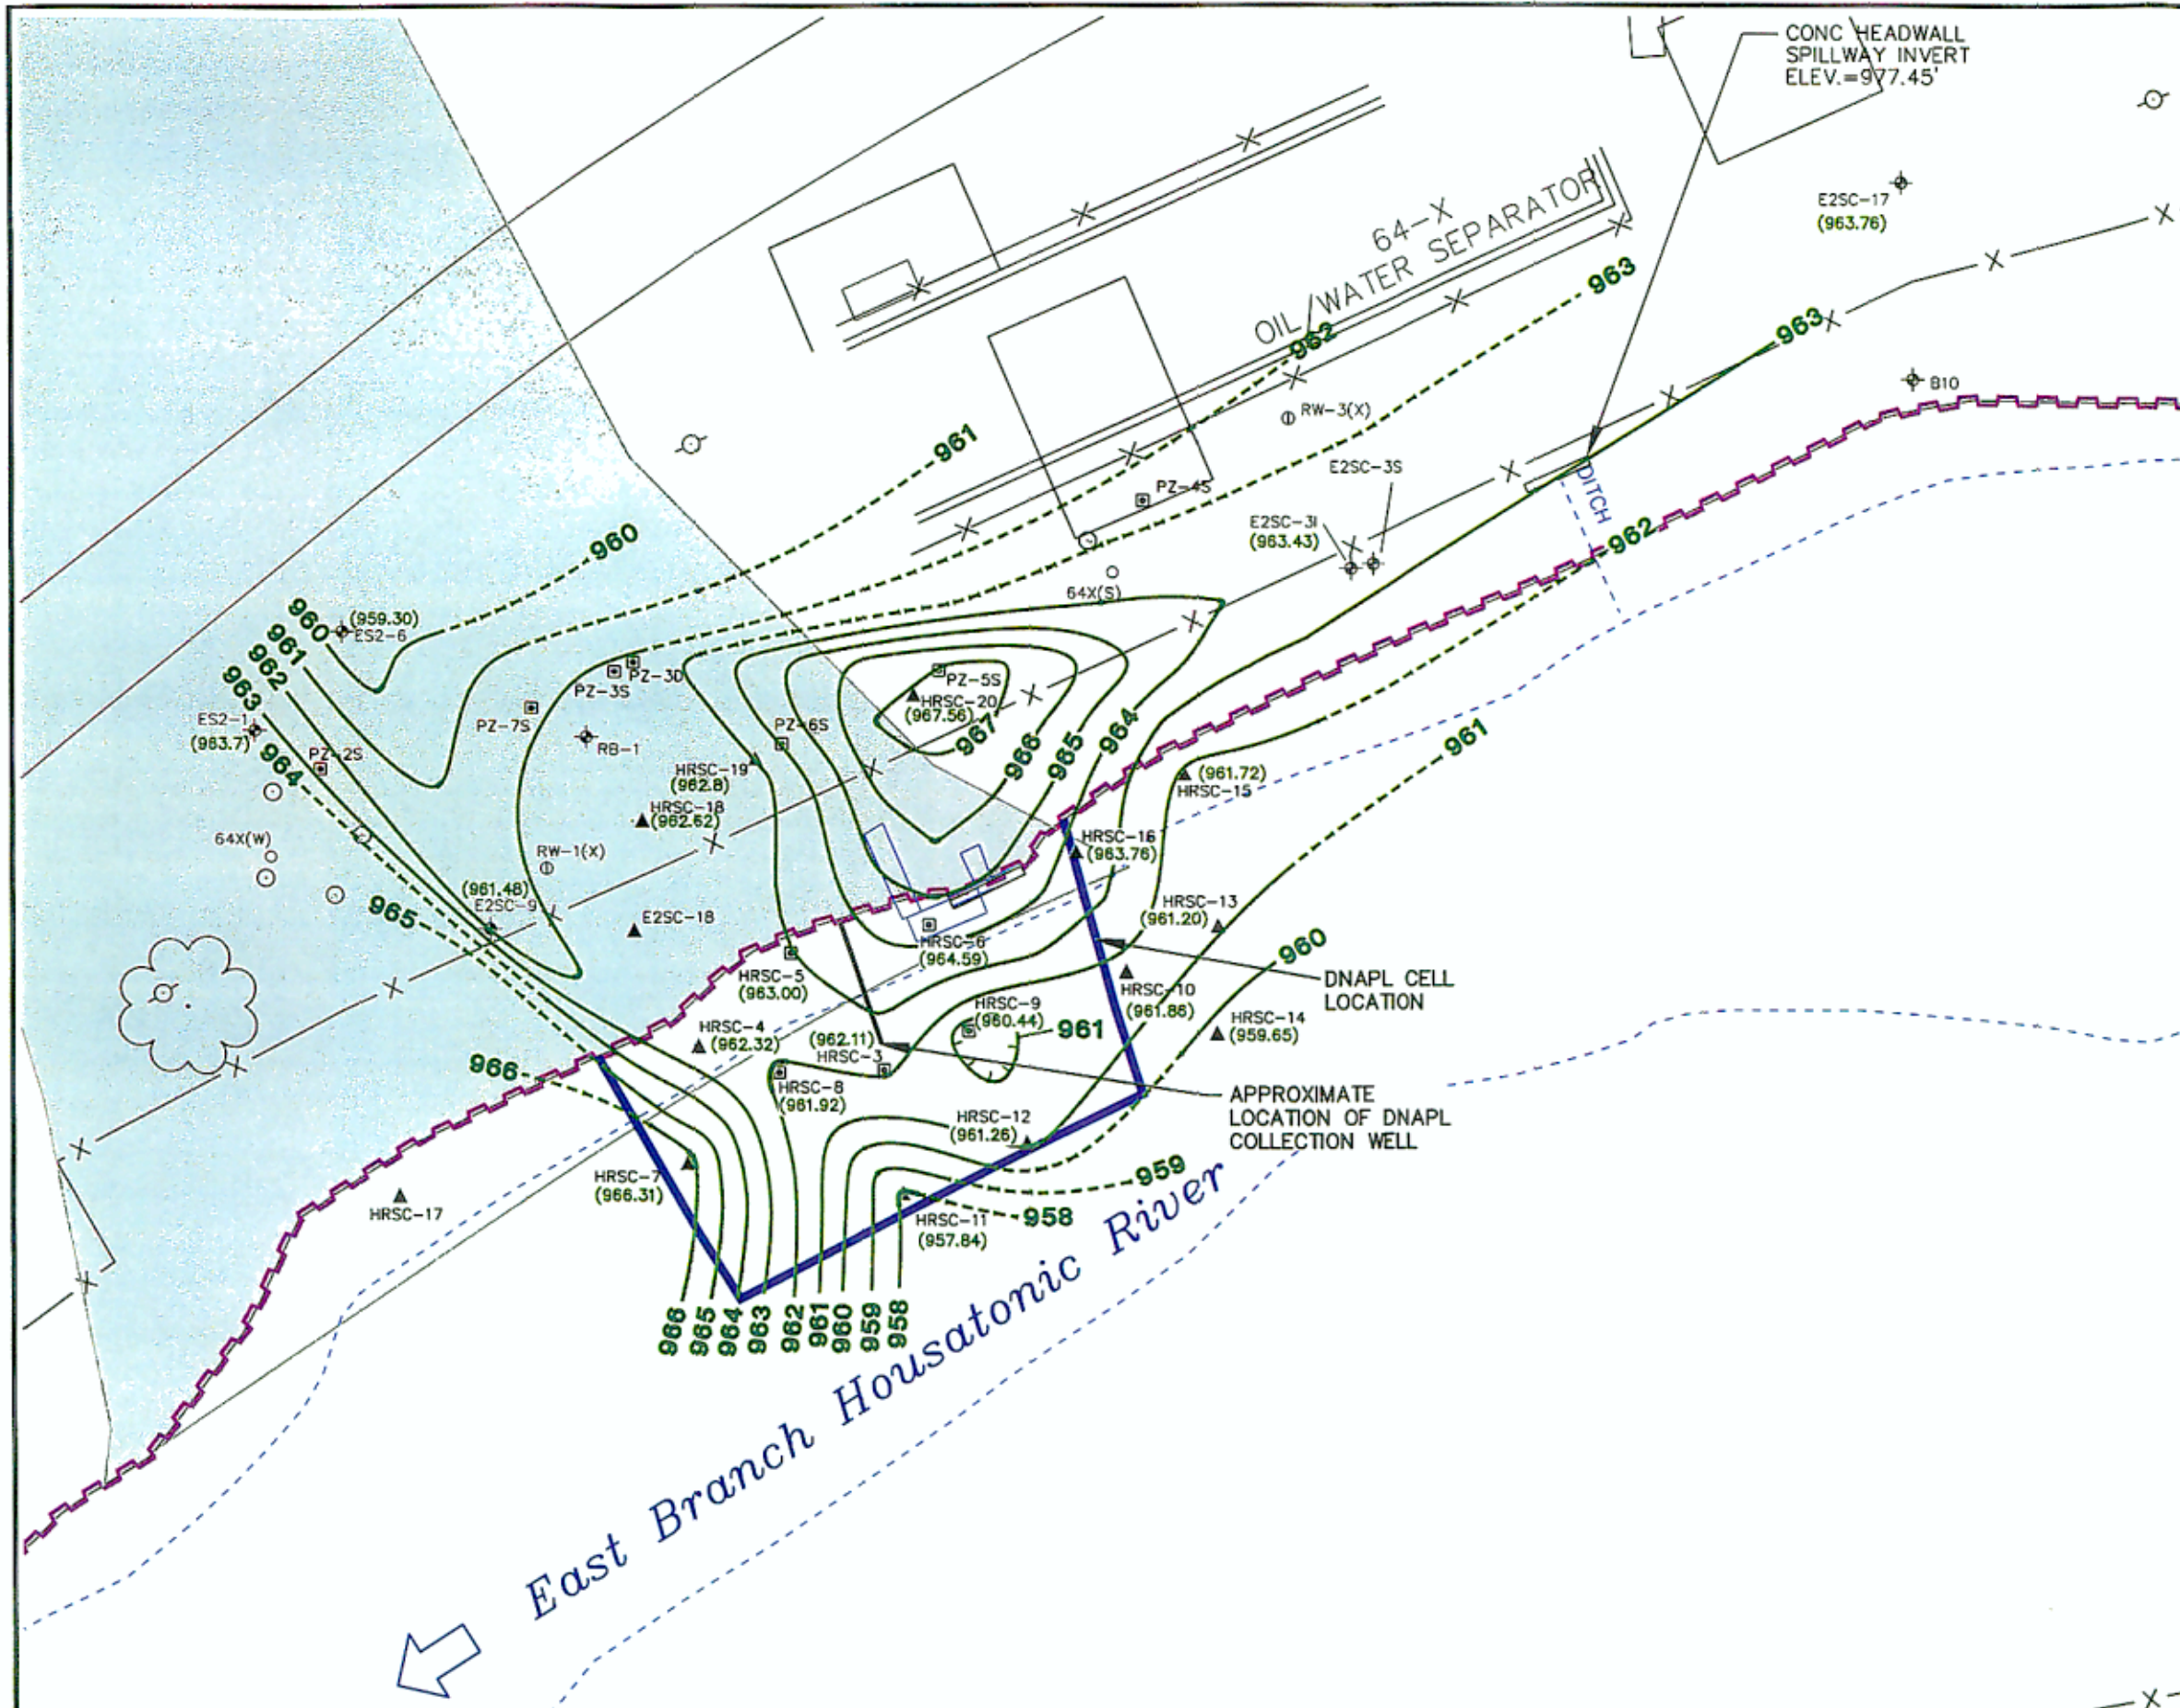 CONC HEADWALL
SPILLWAY INVERT
ELEV.=977.45'
E2SC-17
(963.76)
64-X
OIL/WATER SEPARATOR
963
962
963
RW-3(X)
B10
961
E2SC-3S
PZ-4S
DITCH
E2SC-3I
(963.43)
960
962
64X(S)
960
(959.30)
ES2-6
961
962
963
PZ-3D
PZ-3S
PZ-5S
HRSC-20
(967.56)
PZ-7S
ES2-1
(963.7)
PZ-2S
964
RB-1
PZ-6S
967
966
965
964
961
HRSC-19
(962.8)
(961.72)
HRSC-15
HRSC-18
(962.62)
64X(W)
RW-1(X)
HRSC-16
(963.76)
(961.48)
E2SC-9
965
E2SC-18
HRSC-13
(961.20)
HRSC-6
(964.59)
960
HRSC-5
(963.00)
DNAPL CELL
LOCATION
HRSC-10
(961.86)
HRSC-9
(960.44)
961
HRSC-14
(959.65)
HRSC-4
(962.32)
(962.11)
HRSC-3
966
HRSC-8
(961.92)
APPROXIMATE
LOCATION OF DNAPL
COLLECTION WELL
HRSC-12
(961.26)
HRSC-7
(966.31)
959
HRSC-17
958
HRSC-11
(957.84)
966
965
964
963
962
961
960
959
958
East Branch Housatonic River